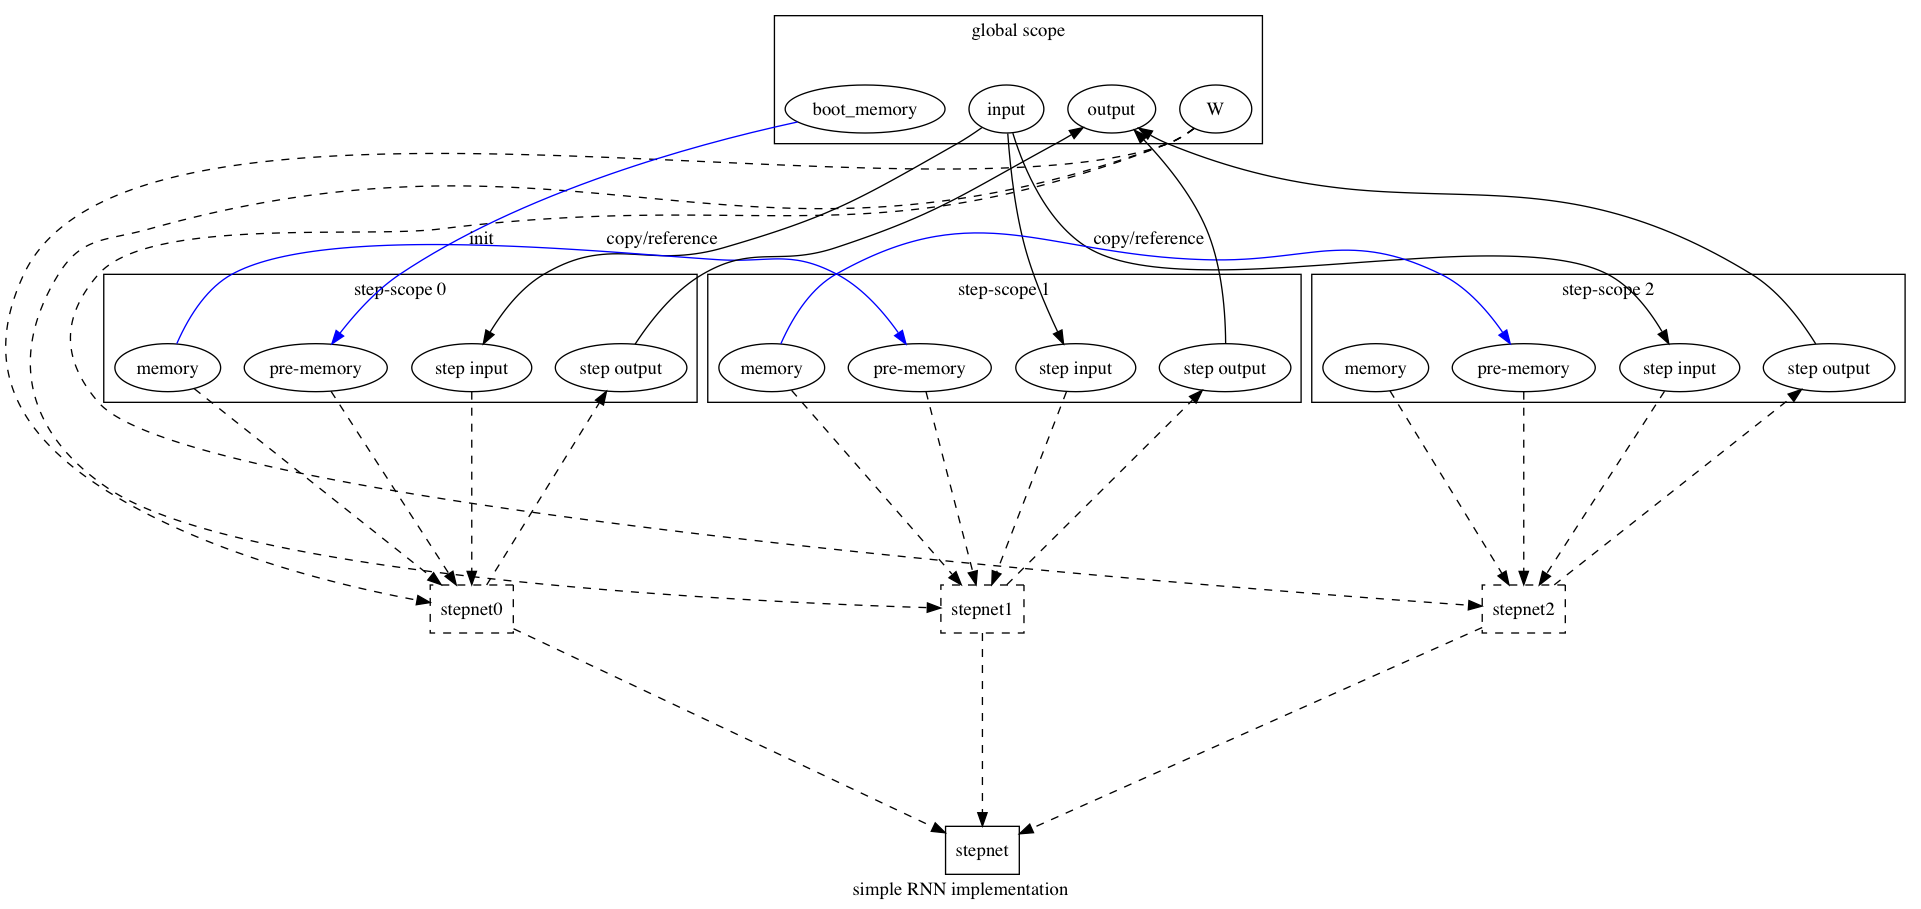 global scope
boot_memory
input
output
W
init
copy/reference
copy/reference
step-scope 0
step-scope 1
step-scope 2
memory
pre-memory
step input
step output
memory
pre-memory
step input
step output
memory
pre-memory
step input
step output
stepnet0
stepnet1
stepnet2
stepnet
simple RNN implementation